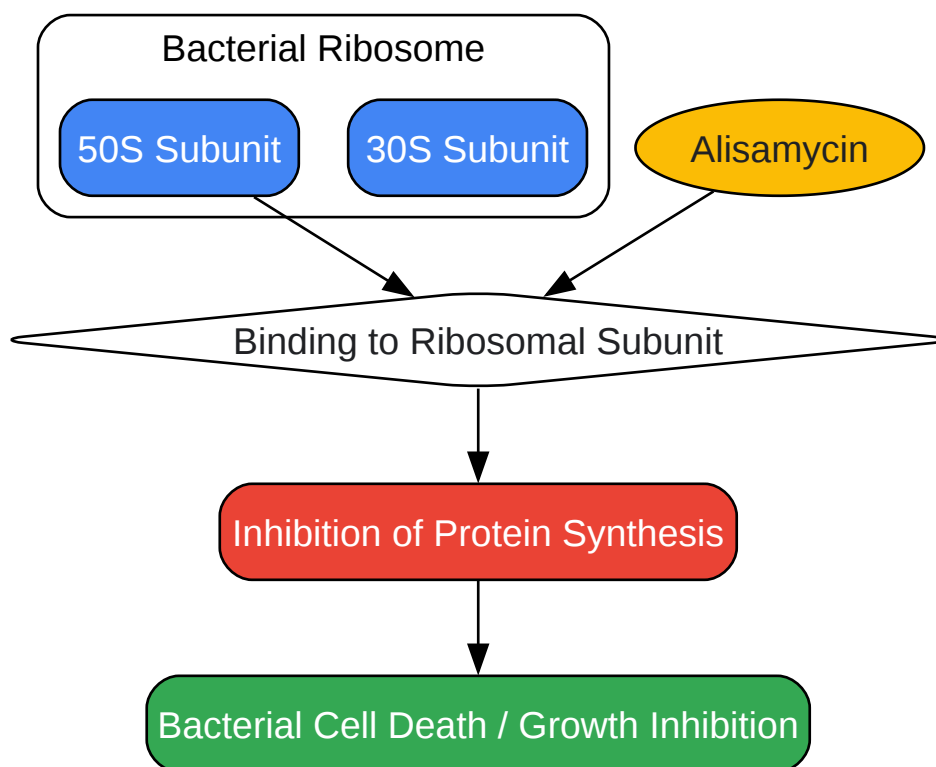 Bacterial Ribosome
50S Subunit
30S Subunit
Alisamycin
Binding to Ribosomal Subunit
Inhibition of Protein Synthesis
Bacterial Cell Death / Growth Inhibition